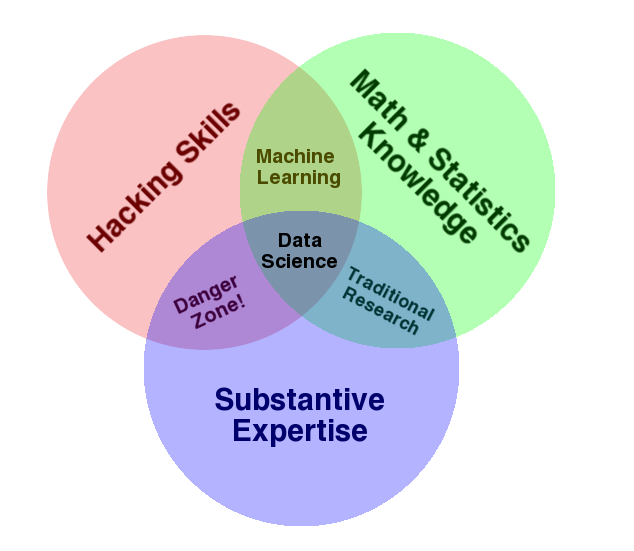 Hacking Skills
Math & Statistics
Knowledge
Machine
Learning
Data
Science
Danger
Zone!
Traditional
Research
Substantive
Expertise